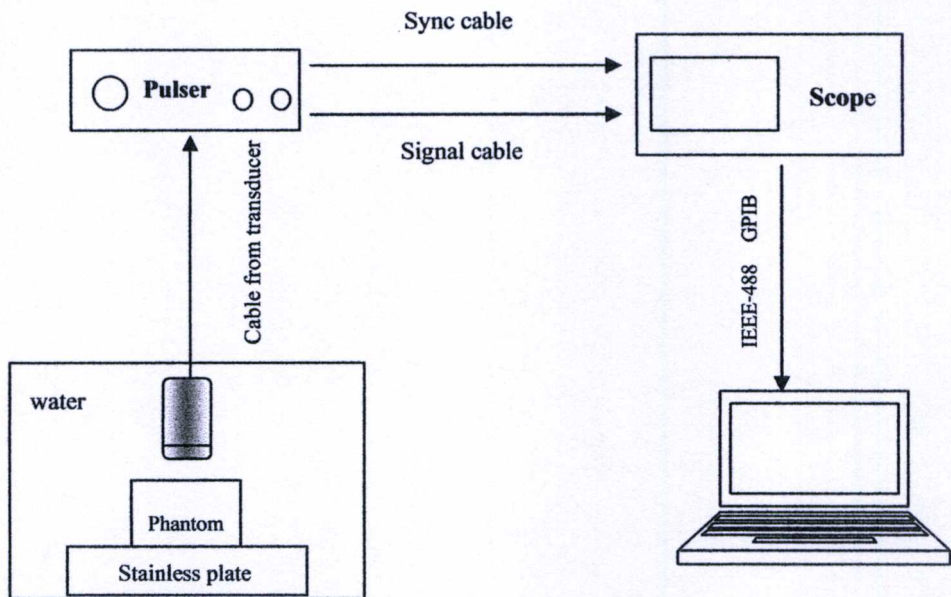 Sync cable
Pulser
Scope
Signal cable
Cable from transducer
IEEE-488 GPIB
water
Phantom
Stainless plate